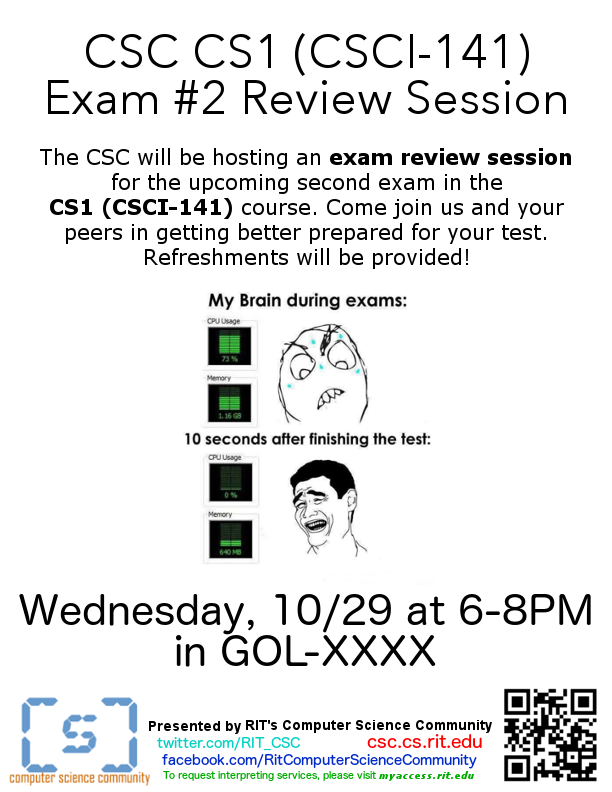 CSC CS1 (CSCI-141)
Exam #2 Review Session
The CSC will be hosting an exam review session
for the upcoming second exam in the
CS1 (CSCI-141) course. Come join us and your
peers in getting better prepared for your test.
Refreshments will be provided!
My Brain during exams:
CPU Usage
73 %
Memory
1.16 GB
10 seconds after finishing the test:
CPU Usage
0 %
Memory
640 MB
Wednesday, 10/29 at 6-8PM
in GOL-XXXX
[s]
computer science community
Presented by RIT's Computer Science Community
twitter.com/RIT_CSC csc.cs.rit.edu
facebook.com/RitComputerScienceCommunity
To request interpreting services, please visit myaccess.rit.edu